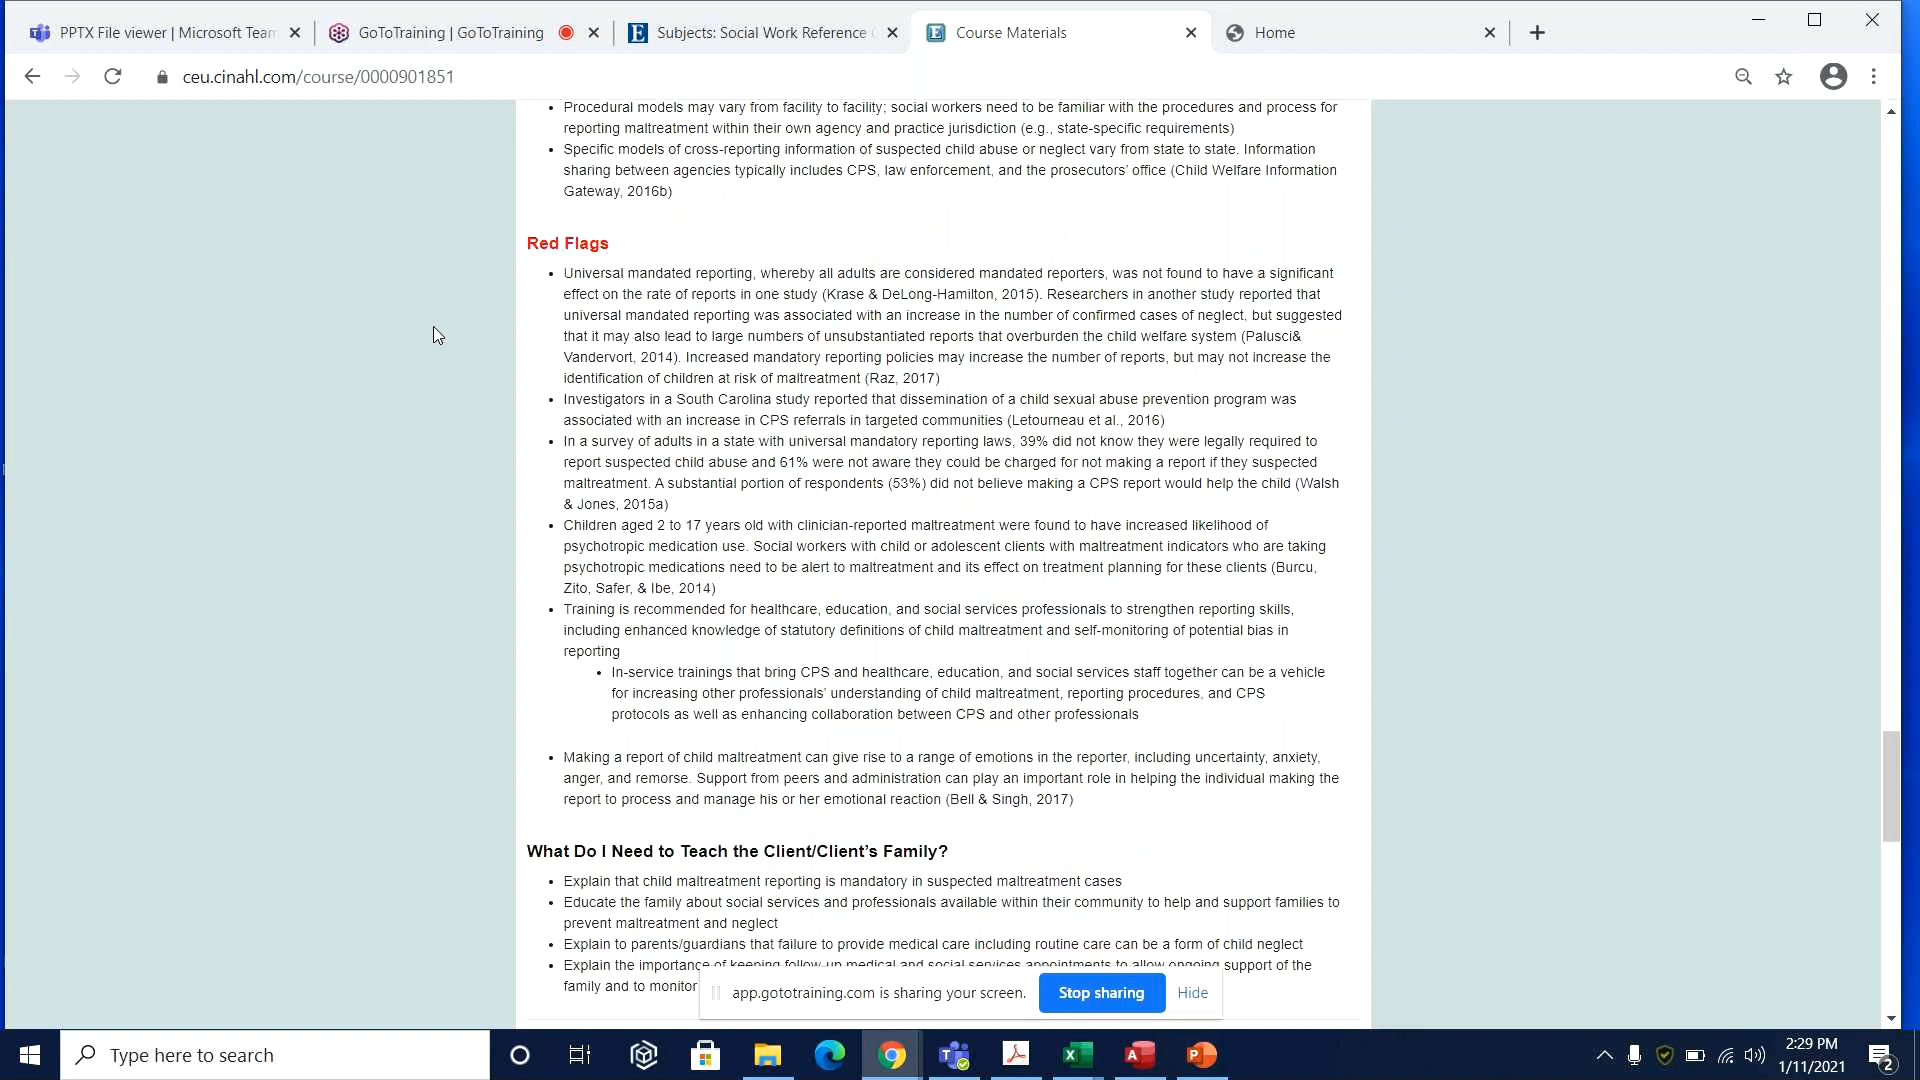 PPTX File viewer | Microsoft Team
GoToTraining | GoToTraining
Subjects: Social Work Reference
Course Materials
Home
ceu.cinahl.com/course/0000901851
• Procedural models may vary from facility to facility; social workers need to be familiar with the procedures and process for
reporting maltreatment within their own agency and practice jurisdiction (e.g., state-specific requirements)
• Specific models of cross-reporting information of suspected child abuse or neglect vary from state to state. Information
sharing between agencies typically includes CPS, law enforcement, and the prosecutors' office (Child Welfare Information
Gateway, 2016b)
Red Flags
• Universal mandated reporting, whereby all adults are considered mandated reporters, was not found to have a significant
effect on the rate of reports in one study (Krase & DeLong-Hamilton, 2015). Researchers in another study reported that
universal mandated reporting was associated with an increase in the number of confirmed cases of neglect, but suggested
that it may also lead to large numbers of unsubstantiated reports that overburden the child welfare system (Palusci&
Vandervort, 2014). Increased mandatory reporting policies may increase the number of reports, but may not increase the
identification of children at risk of maltreatment (Raz, 2017)
• Investigators in a South Carolina study reported that dissemination of a child sexual abuse prevention program was
associated with an increase in CPS referrals in targeted communities (Letourneau et al., 2016)
• In a survey of adults in a state with universal mandatory reporting laws, 39% did not know they were legally required to
report suspected child abuse and 61% were not aware they could be charged for not making a report if they suspected
maltreatment. A substantial portion of respondents (53%) did not believe making a CPS report would help the child (Walsh
& Jones, 2015a)
• Children aged 2 to 17 years old with clinician-reported maltreatment were found to have increased likelihood of
psychotropic medication use. Social workers with child or adolescent clients with maltreatment indicators who are taking
psychotropic medications need to be alert to maltreatment and its effect on treatment planning for these clients (Burcu,
Zito, Safer, & Ibe, 2014)
• Training is recommended for healthcare, education, and social services professionals to strengthen reporting skills,
including enhanced knowledge of statutory definitions of child maltreatment and self-monitoring of potential bias in
reporting
• In-service trainings that bring CPS and healthcare, education, and social services staff together can be a vehicle
for increasing other professionals' understanding of child maltreatment, reporting procedures, and CPS
protocols as well as enhancing collaboration between CPS and other professionals
• Making a report of child maltreatment can give rise to a range of emotions in the reporter, including uncertainty, anxiety,
anger, and remorse. Support from peers and administration can play an important role in helping the individual making the
report to process and manage his or her emotional reaction (Bell & Singh, 2017)
What Do I Need to Teach the Client/Client's Family?
• Explain that child maltreatment reporting is mandatory in suspected maltreatment cases
• Educate the family about social services and professionals available within their community to help and support families to
prevent maltreatment and neglect
• Explain to parents/guardians that failure to provide medical care including routine care can be a form of child neglect
• Explain the importance of keeping follow-up medical and social services appointments to allow ongoing support of the
family and to monitor
app.gototraining.com is sharing your screen.
Stop sharing
Hide
Type here to search
2:29 PM
1/11/2021
2